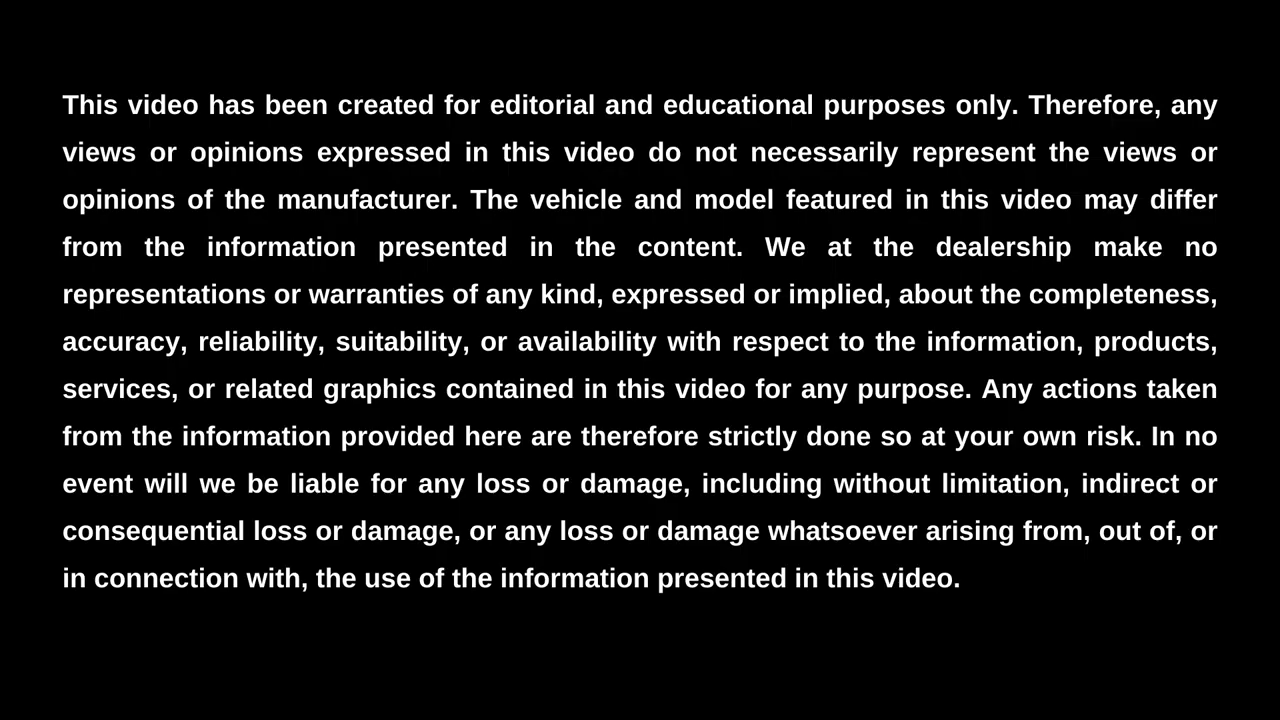 This video has been created for editorial and educational purposes only. Therefore, any
views or opinions expressed in this video do not necessarily represent the views or
opinions of the manufacturer. The vehicle and model featured in this video may differ
from the information presented in the content. We at the dealership make no
representations or warranties of any kind, expressed or implied, about the completeness,
accuracy, reliability, suitability, or availability with respect to the information, products,
services, or related graphics contained in this video for any purpose. Any actions taken
from the information provided here are therefore strictly done so at your own risk. In no
event will we be liable for any loss or damage, including without limitation, indirect or
consequential loss or damage, or any loss or damage whatsoever arising from, out of, or
in connection with, the use of the information presented in this video.